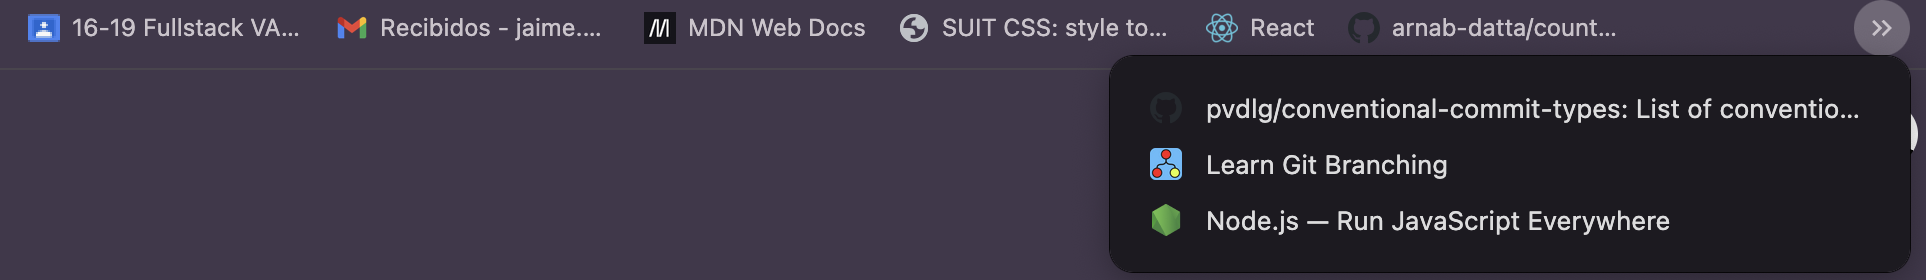 16-19 Fullstack VA...
Recibidos - jaime....
MDN Web Docs
SUIT CSS: style to...
React
arnab-datta/count...
pvdlg/conventional-commit-types: List of conventio...
Learn Git Branching
Node.js — Run JavaScript Everywhere